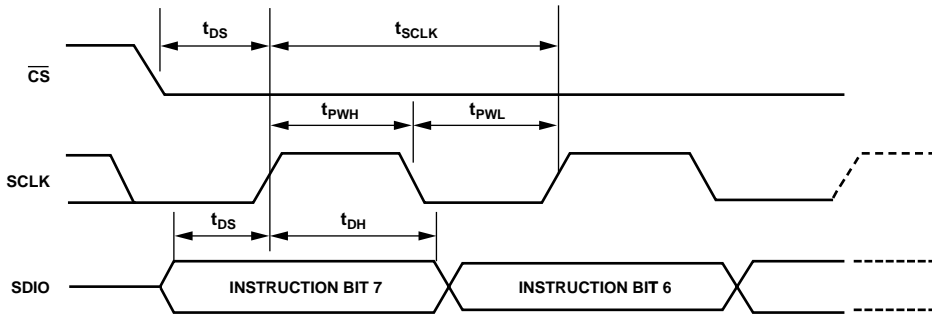 tDS
tSCLK
CS
tPWH
tPWL
SCLK
tDS
tDH
SDIO
INSTRUCTION BIT 7
INSTRUCTION BIT 6